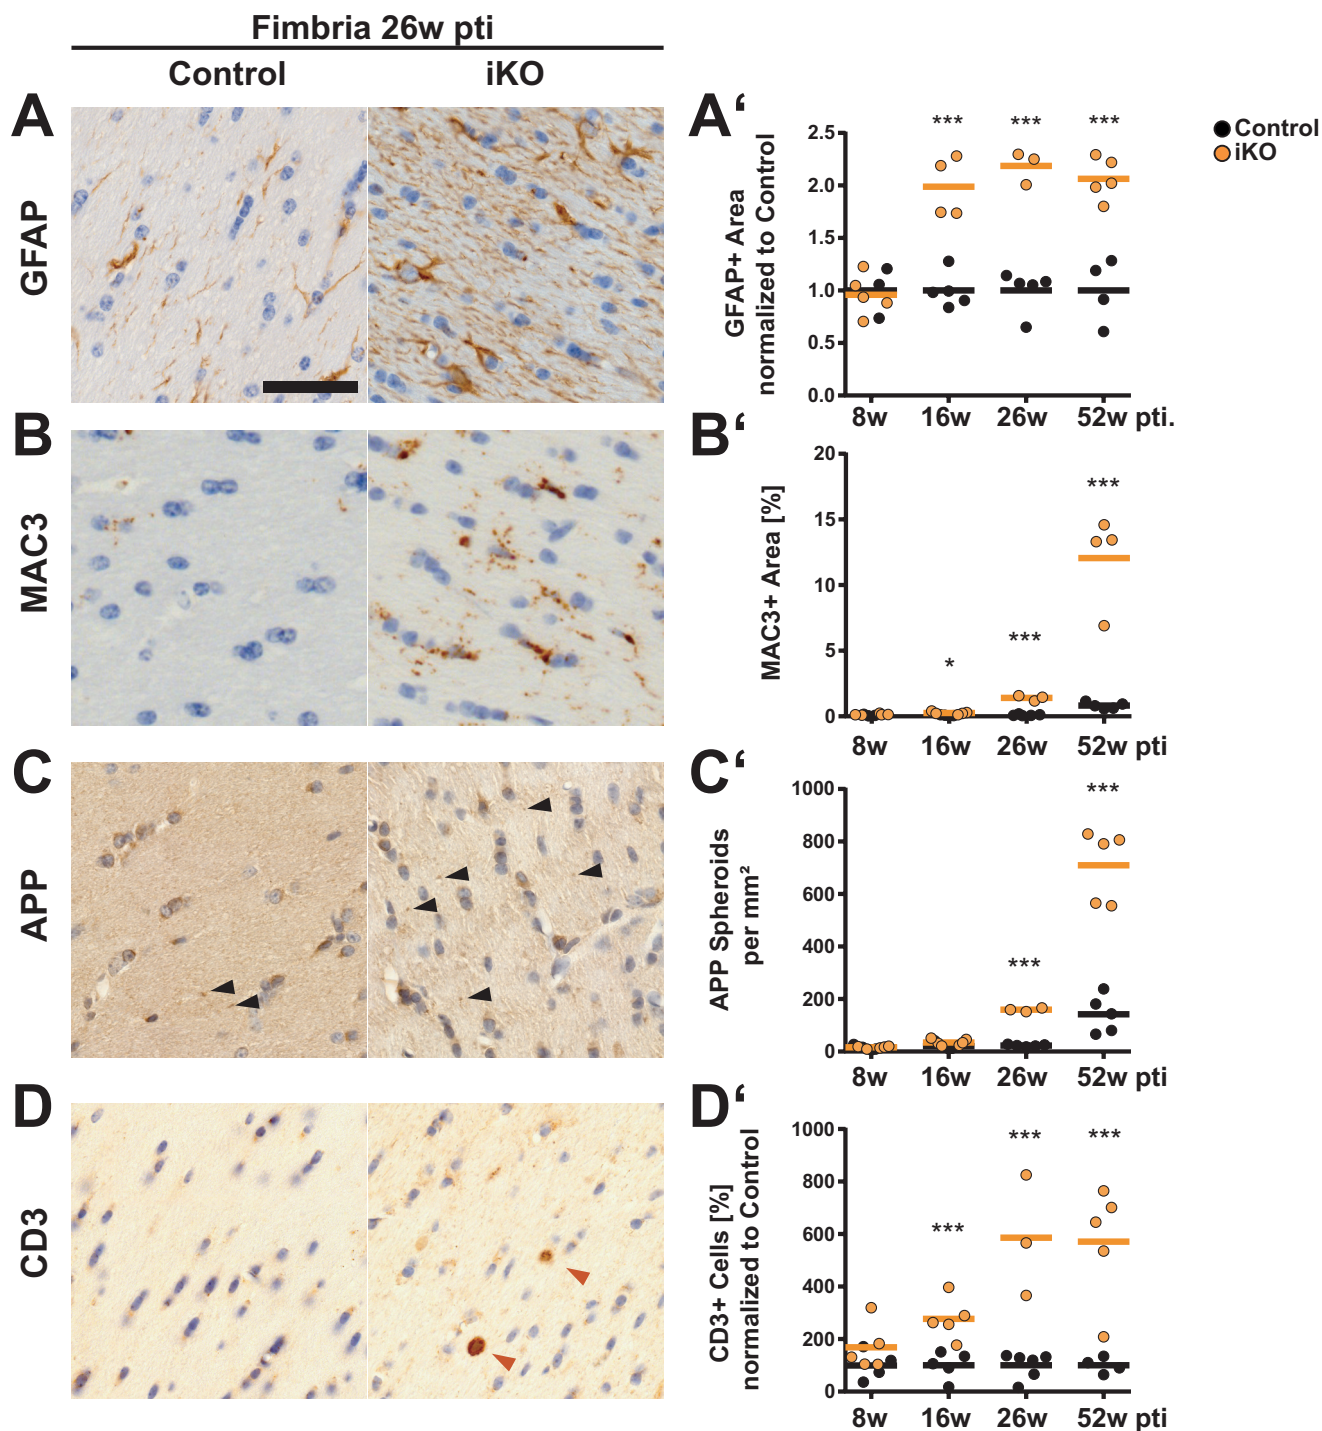 Fimbria 26w pti
Control iKO
A
GFAP
A‘
GFAP+ Area
normalized to Control
2.5
2.0
1.5
1.0
0.5
0.0
*** *** ***
8w 16w 26w 52w pti.
Control
iKO
B
MAC3
B‘
MAC3+ Area [%]
20
15
10
5
0
* *** ***
8w 16w 26w 52w pti
C
APP
C‘
APP Spheroids
per mm²
1000
800
600
400
200
0
*** ***
8w 16w 26w 52w pti
D
CD3
D‘
CD3+ Cells [%]
normalized to Control
1000
800
600
400
200
0
*** *** ***
8w 16w 26w 52w pti